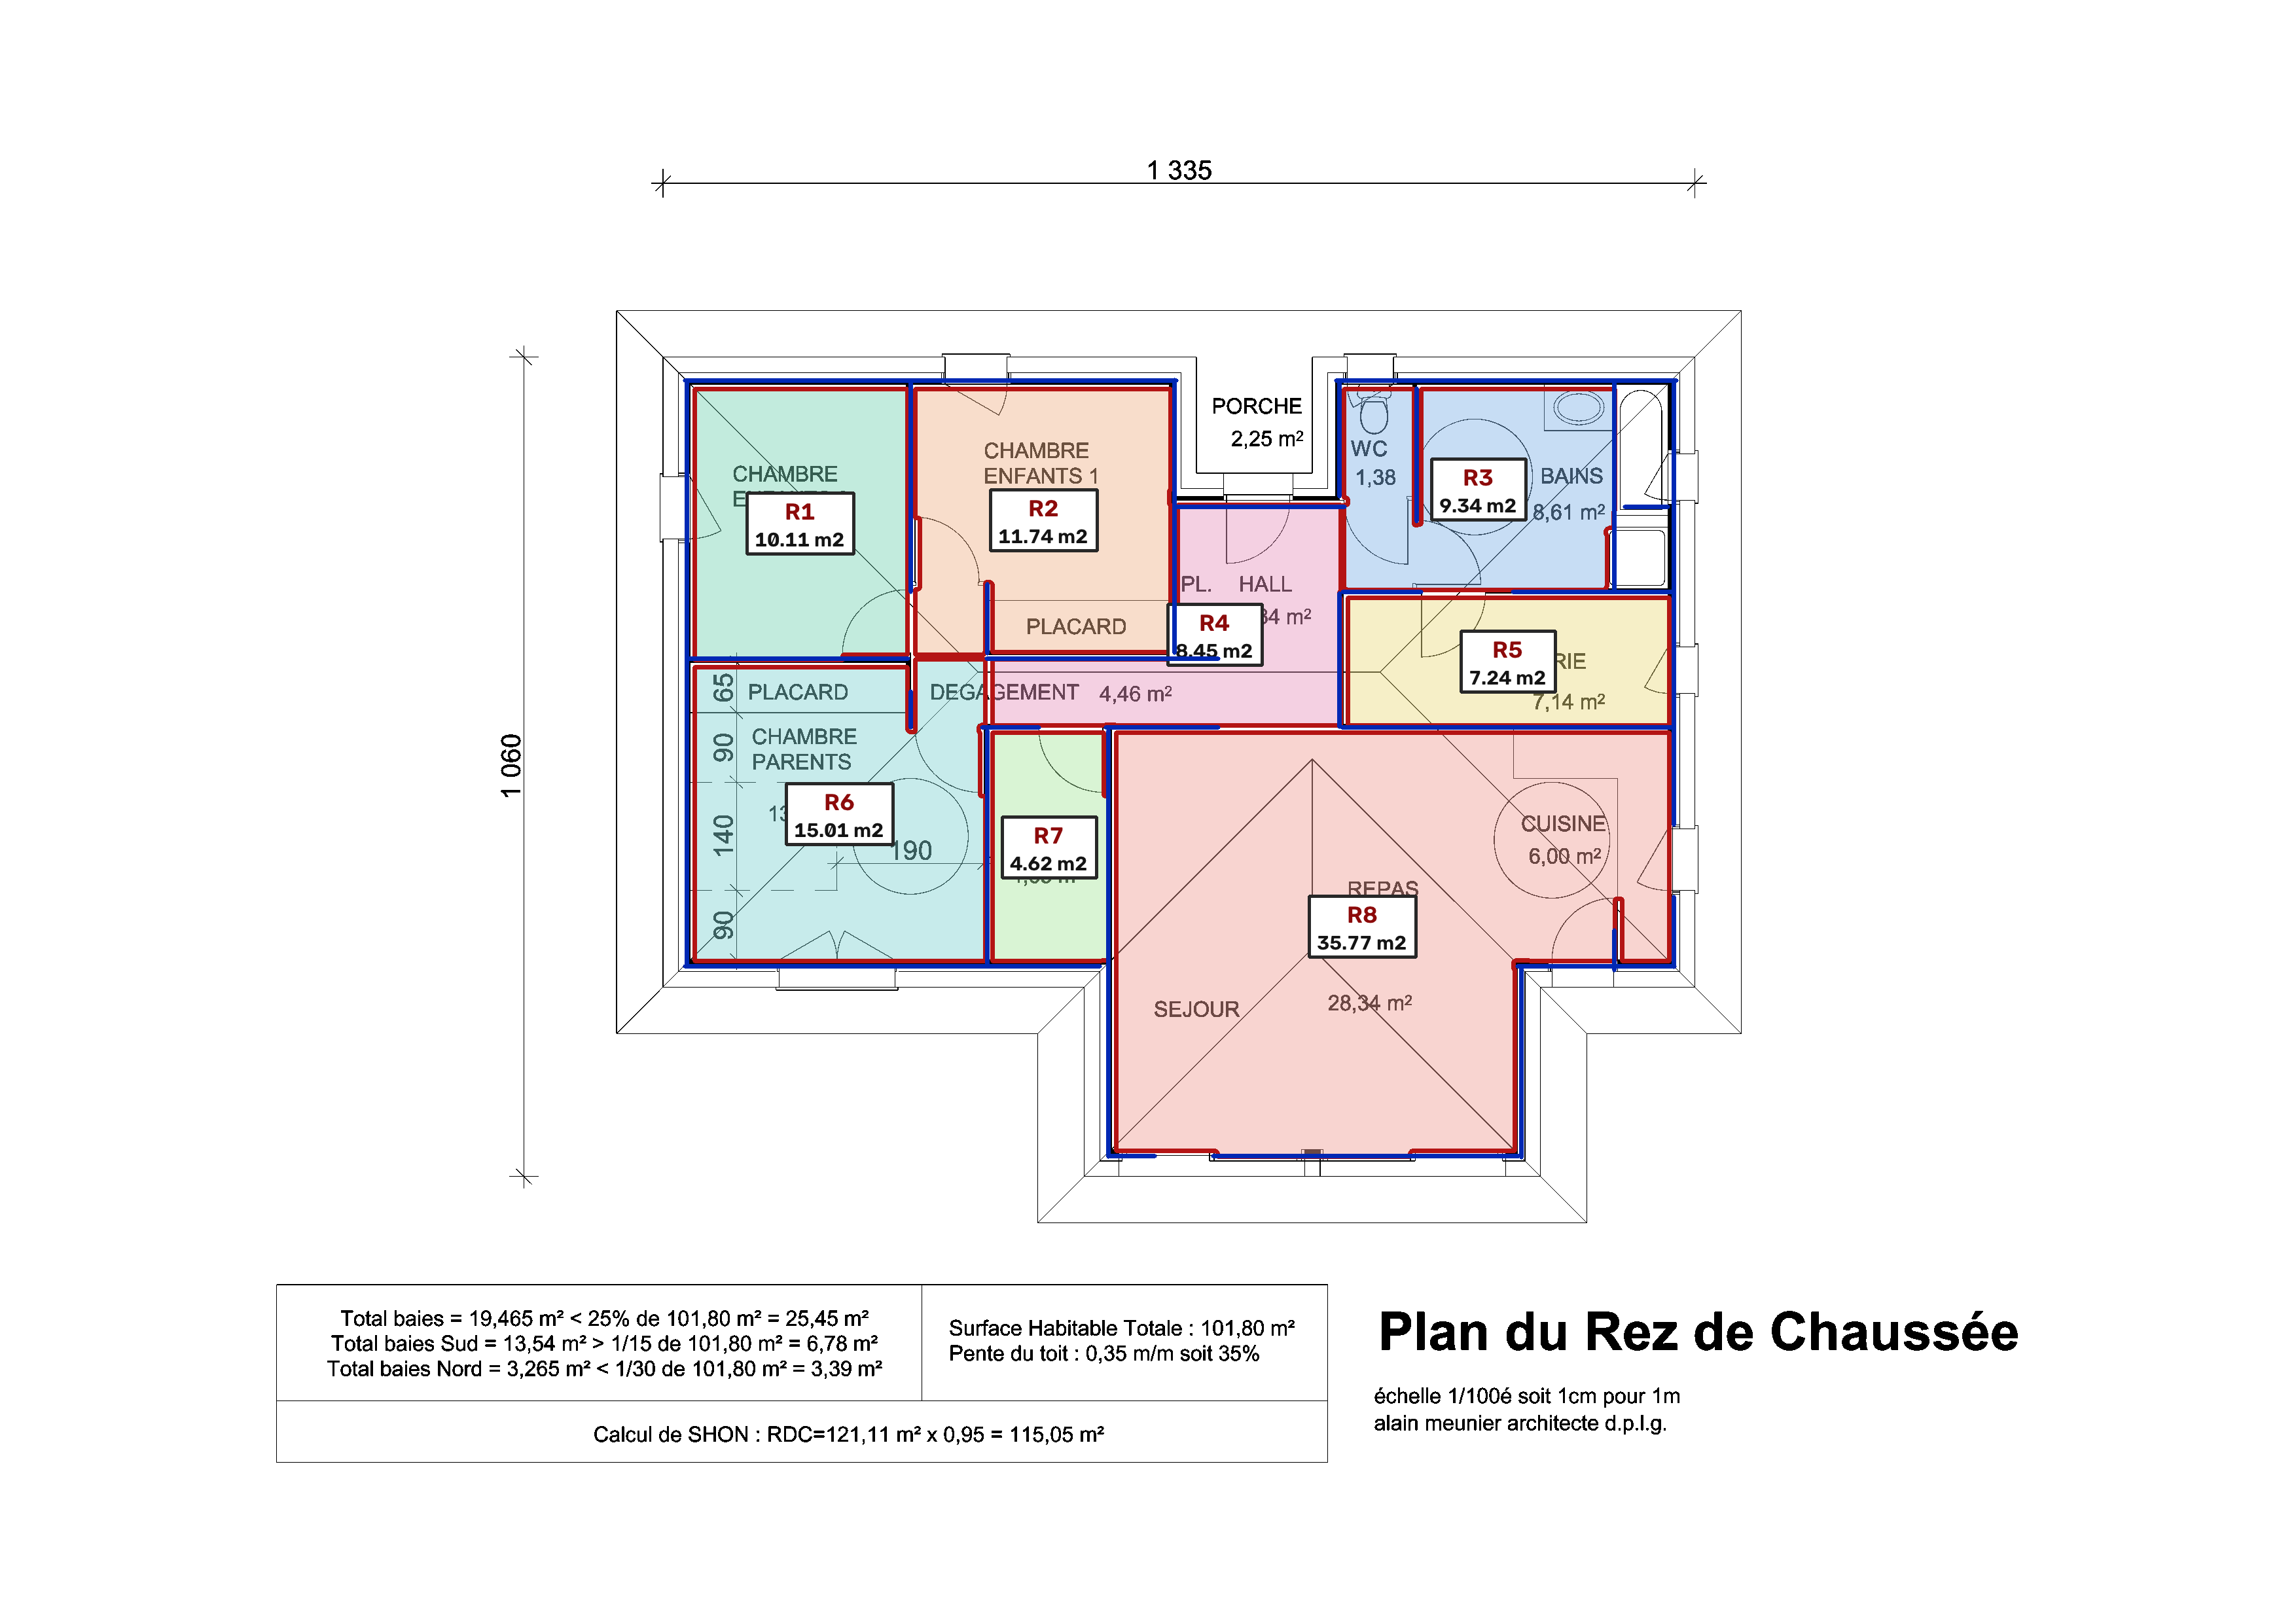 1 335
PORCHE
2,25 m²
CHAMBRE
ENFANTS 1
CHAMBRE
WC
1,38
BAINS
8,61 m²
R1
10.11 m2
R2
11.74 m2
R3
9.34 m2
PL.
HALL
34 m²
PLACARD
R4
8.45 m2
R5
7.24 m2
RIE
7,14 m²
65
PLACARD
DEGAGEMENT
4,46 m²
90
CHAMBRE
PARENTS
1 060
R6
15.01 m2
140
190
R7
4.62 m2
CUISINE
6,00 m²
REPAS
R8
35.77 m2
90
SEJOUR
28,34 m²
Total baies = 19,465 m² < 25% de 101,80 m² = 25,45 m²
Total baies Sud = 13,54 m² > 1/15 de 101,80 m² = 6,78 m²
Total baies Nord = 3,265 m² < 1/30 de 101,80 m² = 3,39 m²
Surface Habitable Totale : 101,80 m²
Pente du toit : 0,35 m/m soit 35%
Calcul de SHON : RDC=121,11 m² x 0,95 = 115,05 m²
Plan du Rez de Chaussée
échelle 1/100é soit 1cm pour 1m
alain meunier architecte d.p.l.g.